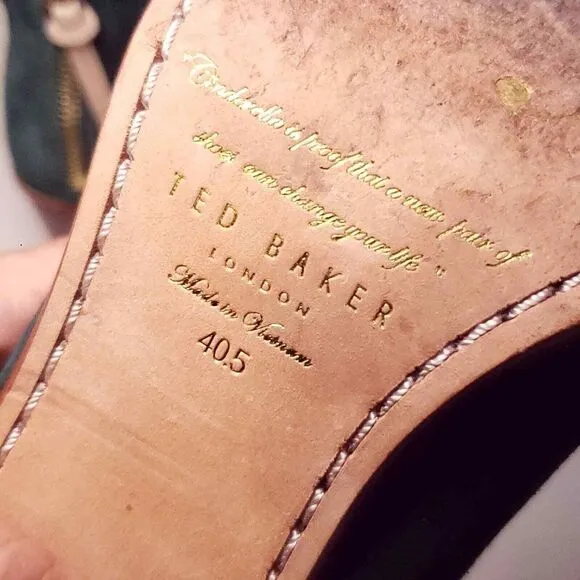 "Cinderella is proof that a new pair of
shoes can change your life"
TED BAKER
LONDON
Made in Vietnam
40.5